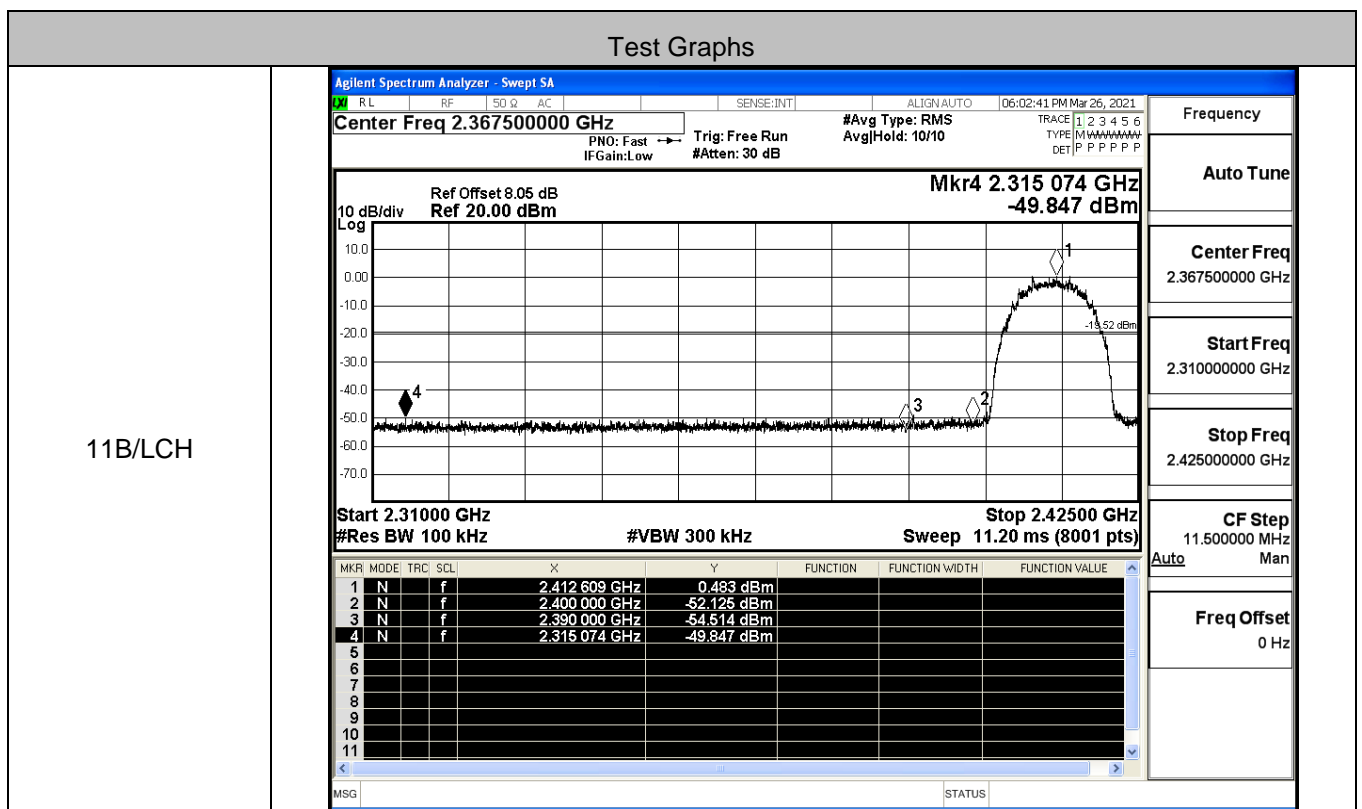 Test Graphs
11B/LCH
Agilent Spectrum Analyzer - Swept SA
LXI RL RF 50 Ω AC SENSE:INT ALIGN AUTO 06:02:41 PM Mar 26, 2021
Center Freq 2.367500000 GHz
PNO: Fast
IFGain:Low
Trig: Free Run
#Atten: 30 dB
#Avg Type: RMS
Avg|Hold: 10/10
TRACE 1 2 3 4 5 6
TYPE M WWWWW
DET P P P P P P
Mkr4 2.315 074 GHz
-49.847 dBm
Ref Offset 8.05 dB
10 dB/div Ref 20.00 dBm
Log
10.0
0.00
-10.0
-20.0
-30.0
-40.0
-50.0
-60.0
-70.0
1
-19.52 dBm
4
3
2
Start 2.31000 GHz Stop 2.42500 GHz
#Res BW 100 kHz #VBW 300 kHz Sweep 11.20 ms (8001 pts)
MKR MODE TRC SCL X Y FUNCTION FUNCTION WIDTH FUNCTION VALUE
1 N f 2.412 609 GHz 0.483 dBm
2 N f 2.400 000 GHz -52.125 dBm
3 N f 2.390 000 GHz -54.514 dBm
4 N f 2.315 074 GHz -49.847 dBm
5
6
7
8
9
10
11
MSG STATUS
Frequency
Auto Tune
Center Freq
2.367500000 GHz
Start Freq
2.310000000 GHz
Stop Freq
2.425000000 GHz
CF Step
11.500000 MHz
Auto Man
Freq Offset
0 Hz